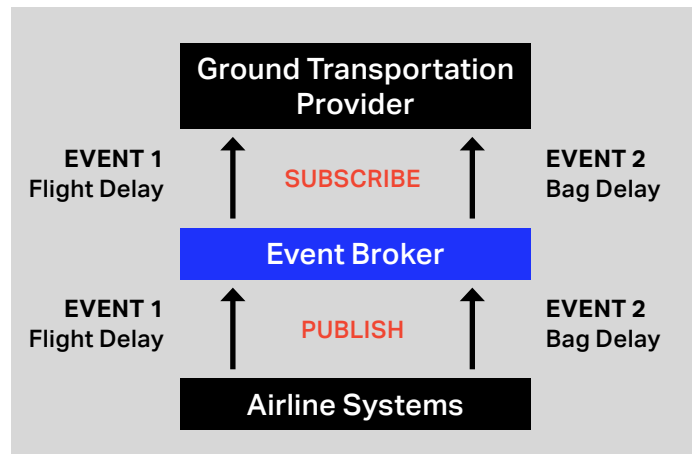 Ground Transportation
Provider
EVENT 1
Flight Delay
SUBSCRIBE
EVENT 2
Bag Delay
Event Broker
EVENT 1
Flight Delay
PUBLISH
EVENT 2
Bag Delay
Airline Systems